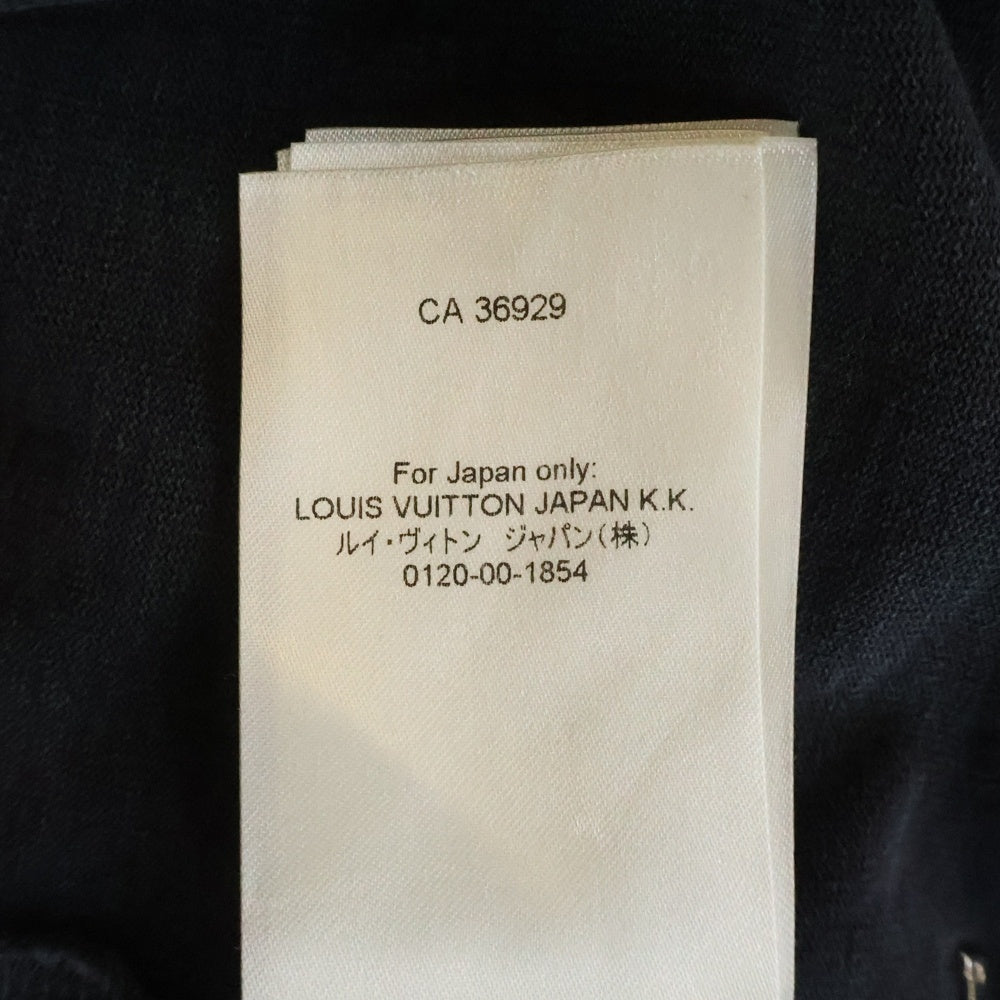 CA 36929
For Japan only:
LOUIS VUITTON JAPAN K.K.
ルイ・ヴィトン ジャパン(株)
0120-00-1854